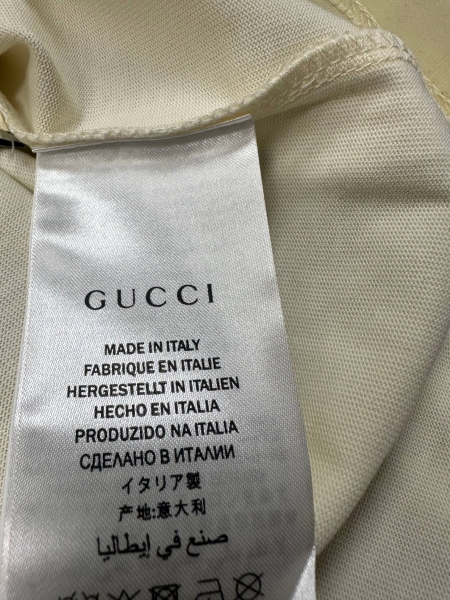 GUCCI
MADE IN ITALY
FABRIQUE EN ITALIE
HERGESTELLT IN ITALIEN
HECHO EN ITALIA
PRODUZIDO NA ITALIA
СДЕЛАНО В ИТАЛИИ
イタリア製
产地:意大利
صنع في إيطاليا